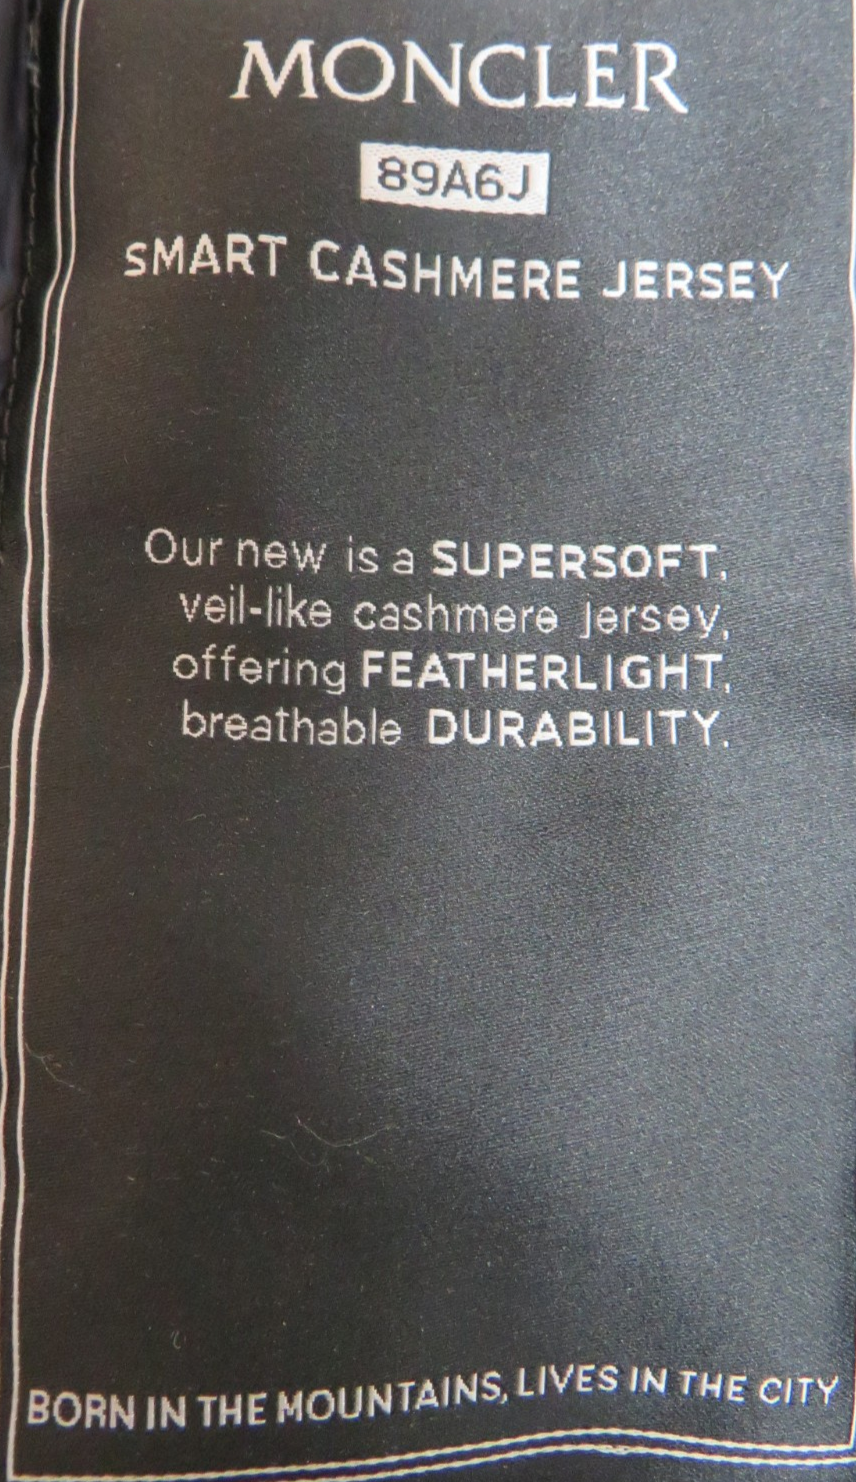 MONCLER
89A6J
SMART CASHMERE JERSEY
Our new is a SUPERSOFT,
veil-like cashmere jersey,
offering FEATHERLIGHT,
breathable DURABILITY.
BORN IN THE MOUNTAINS, LIVES IN THE CITY